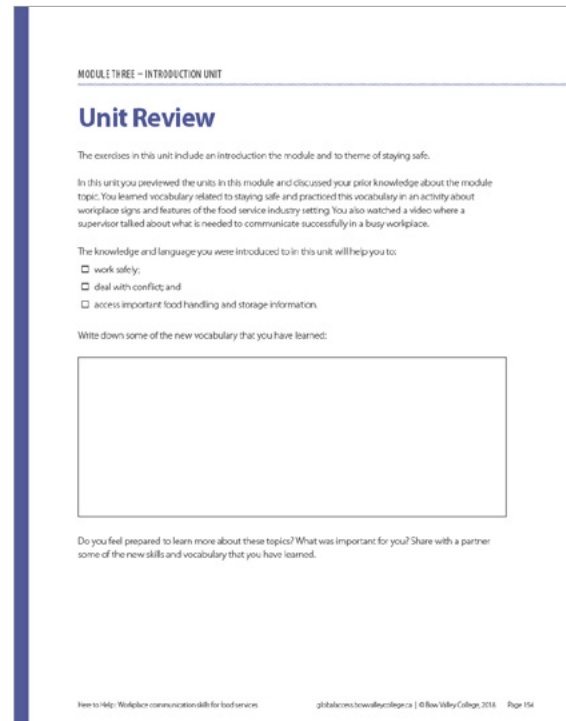 MODULE THREE – INTRODUCTION UNIT
Unit Review
The exercises in this unit include an introduction the module and to theme of staying safe.
In this unit you previewed the units in this module and discussed your prior knowledge about the module
topic. You learned vocabulary related to staying safe and practiced this vocabulary in an activity about
workplace signs and features of the food service industry setting. You also watched a video where a
supervisor talked about what is needed to communicate successfully in a busy workplace.
The knowledge and language you were introduced to in this unit will help you to:
work safely;
deal with conflict; and
access important food handling and storage information.
Write down some of the new vocabulary that you have learned:
Do you feel prepared to learn more about these topics? What was important for you? Share with a partner
some of the new skills and vocabulary that you have learned.
Here to Help: Workplace communication skills for food services globalaccess.bowvalleycollege.ca | © Bow Valley College, 2018 Page 154